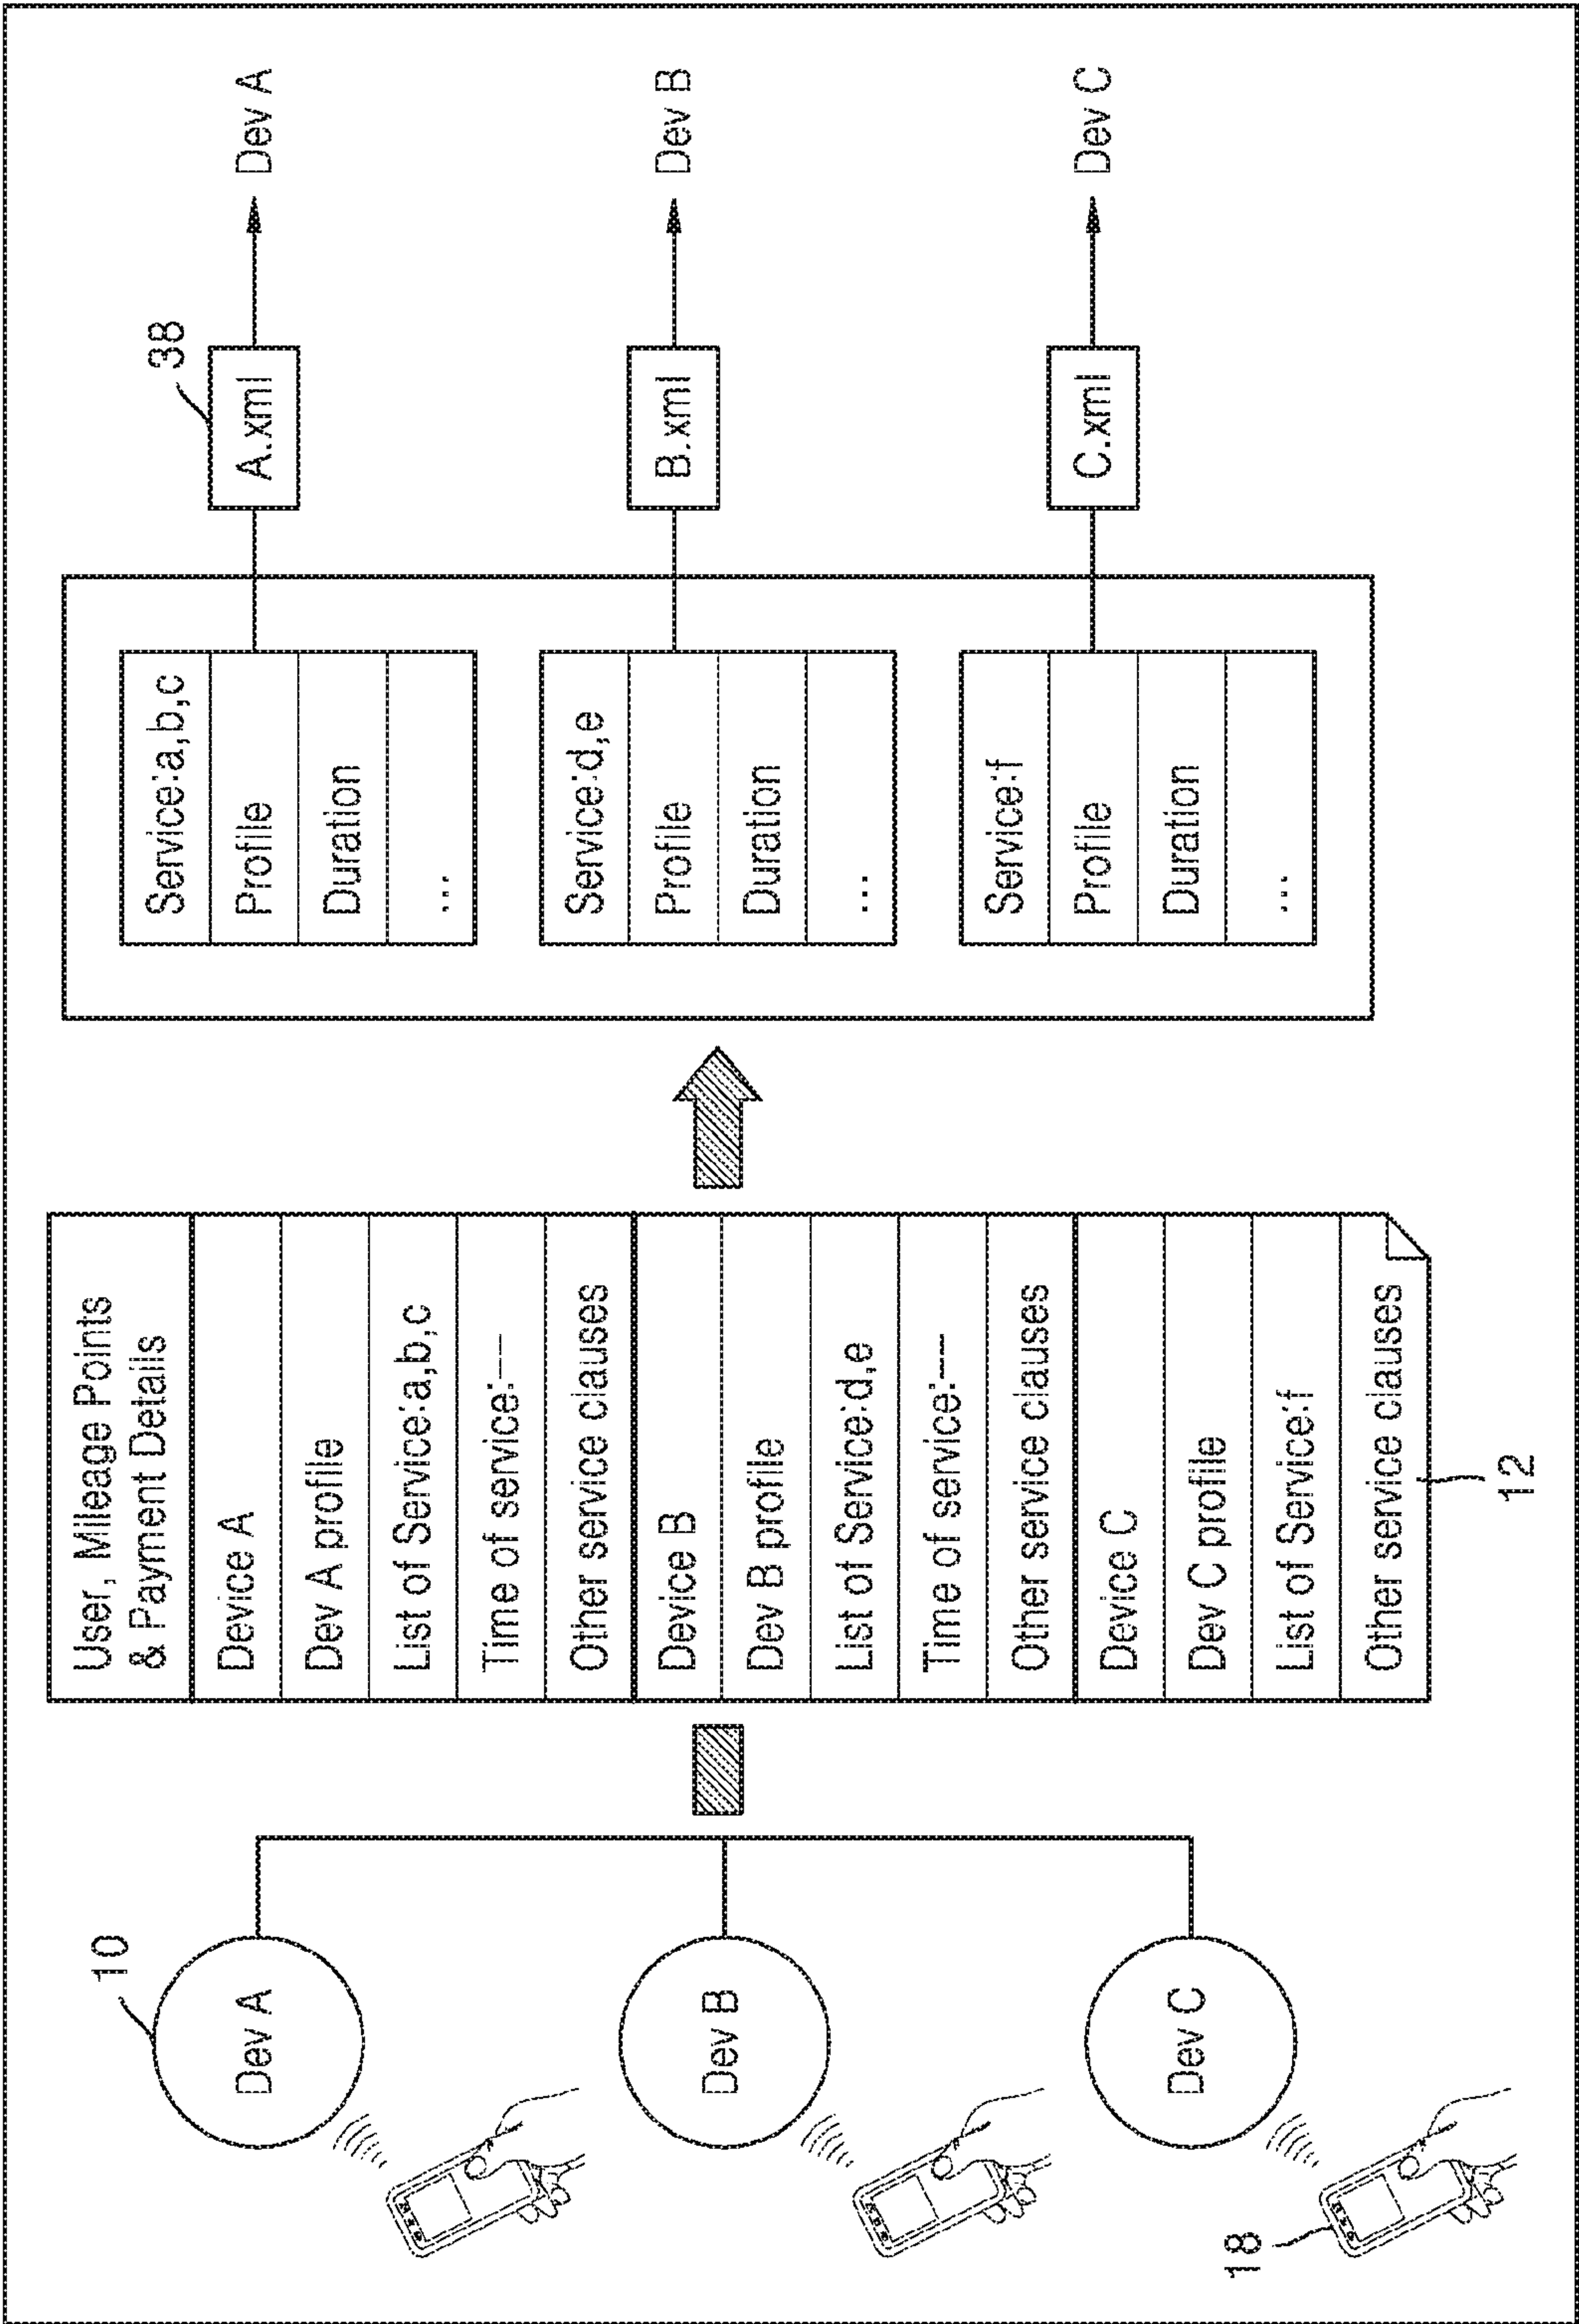 10
Dev A
Dev B
Dev C
18
User, Mileage Points
& Payment Details
Device A
Dev A profile
List of Service:a,b,c
Time of service:--
Other service clauses
Device B
Dev B profile
List of Service:d,e
Time of service:--
Other service clauses
Device C
Dev C profile
List of Service:f
Other service clauses
12
Service:a,b,c
Profile
Duration
...
Service:d,e
Profile
Duration
...
Service:f
Profile
Duration
...
38
A.xml
B.xml
C.xml
Dev A
Dev B
Dev C